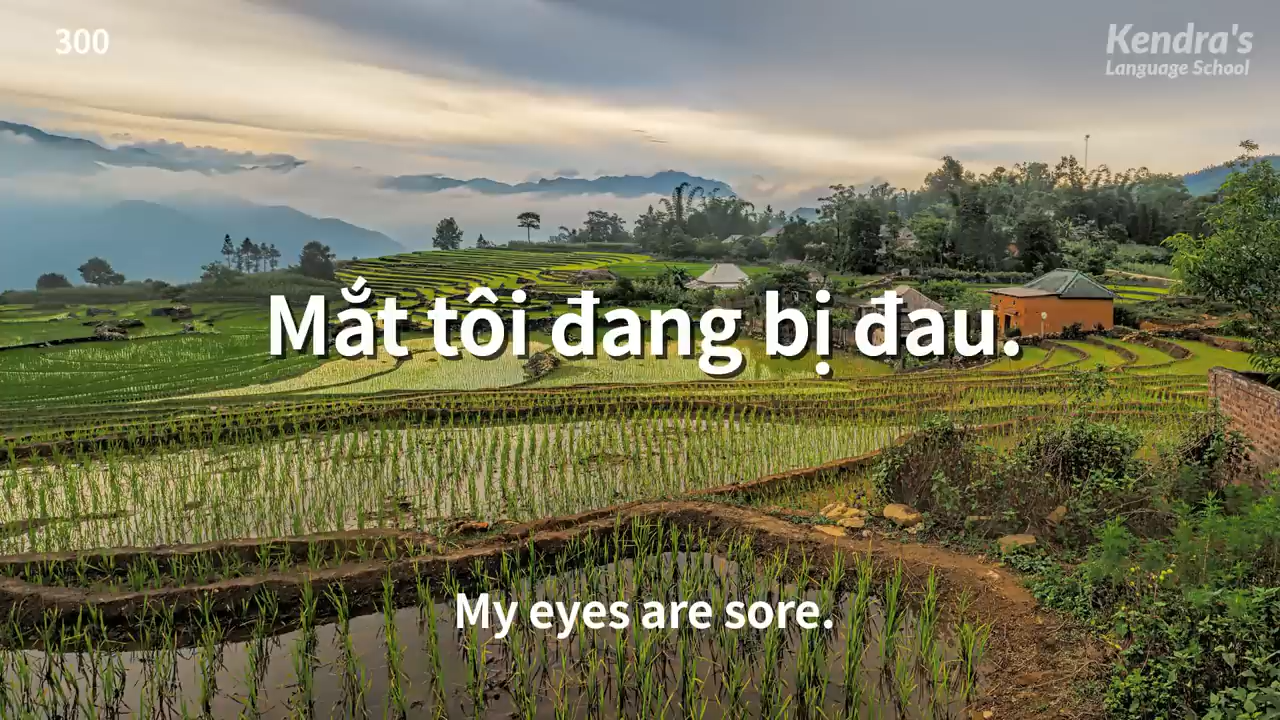 300
Kendra's
Language School
Mắt tôi đang bị đau.
My eyes are sore.